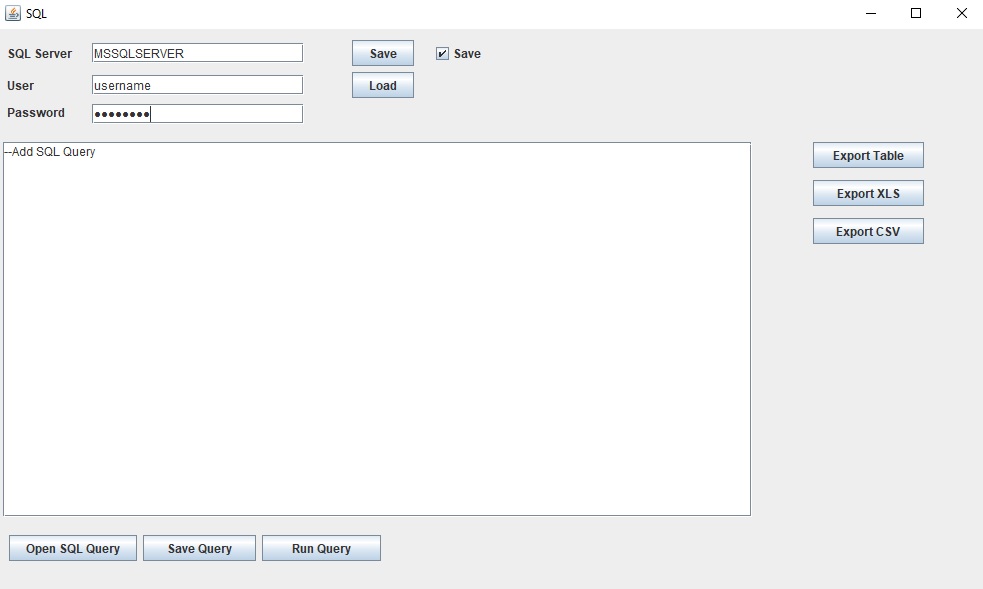 SQL
SQL Server MSSQLSERVER Save Save
User username Load
Password ••••••••
--Add SQL Query
Export Table
Export XLS
Export CSV
Open SQL Query Save Query Run Query